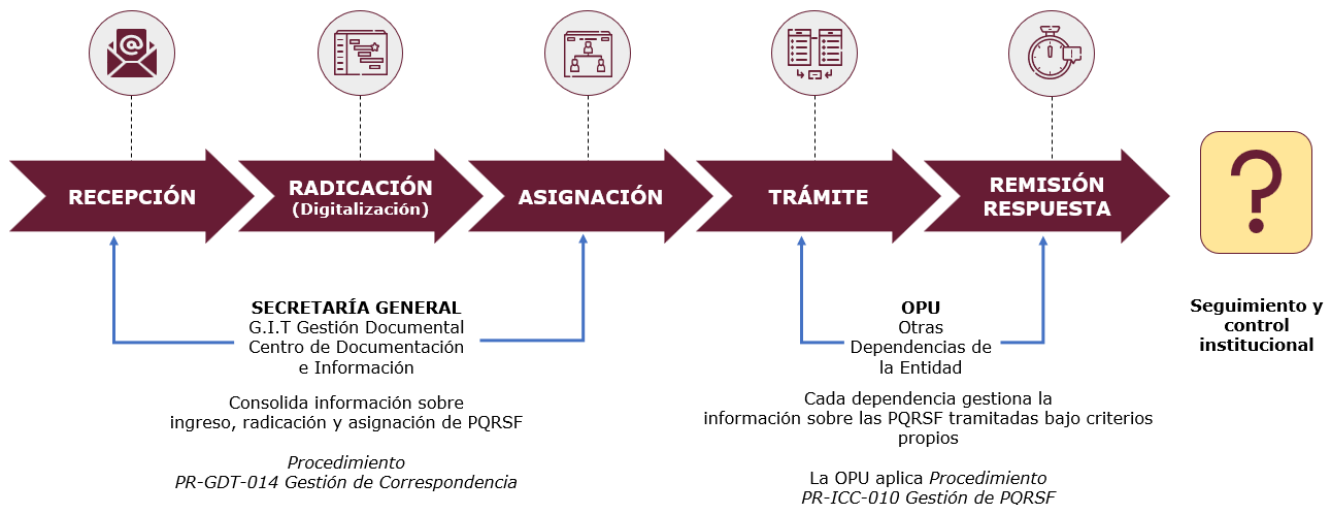 RECEPCIÓN
RADICACIÓN
(Digitalización)
ASIGNACIÓN
TRÁMITE
REMISIÓN
RESPUESTA
?
SECRETARÍA GENERAL
G.I.T Gestión Documental
Centro de Documentación
e Información
Consolida información sobre
ingreso, radicación y asignación de PQRSF
Procedimiento
PR-GDT-014 Gestión de Correspondencia
OPU
Otras
Dependencias de
la Entidad
Cada dependencia gestiona la
información sobre las PQRSF tramitadas bajo criterios
propios
La OPU aplica Procedimiento
PR-ICC-010 Gestión de PQRSF
Seguimiento y
control
institucional